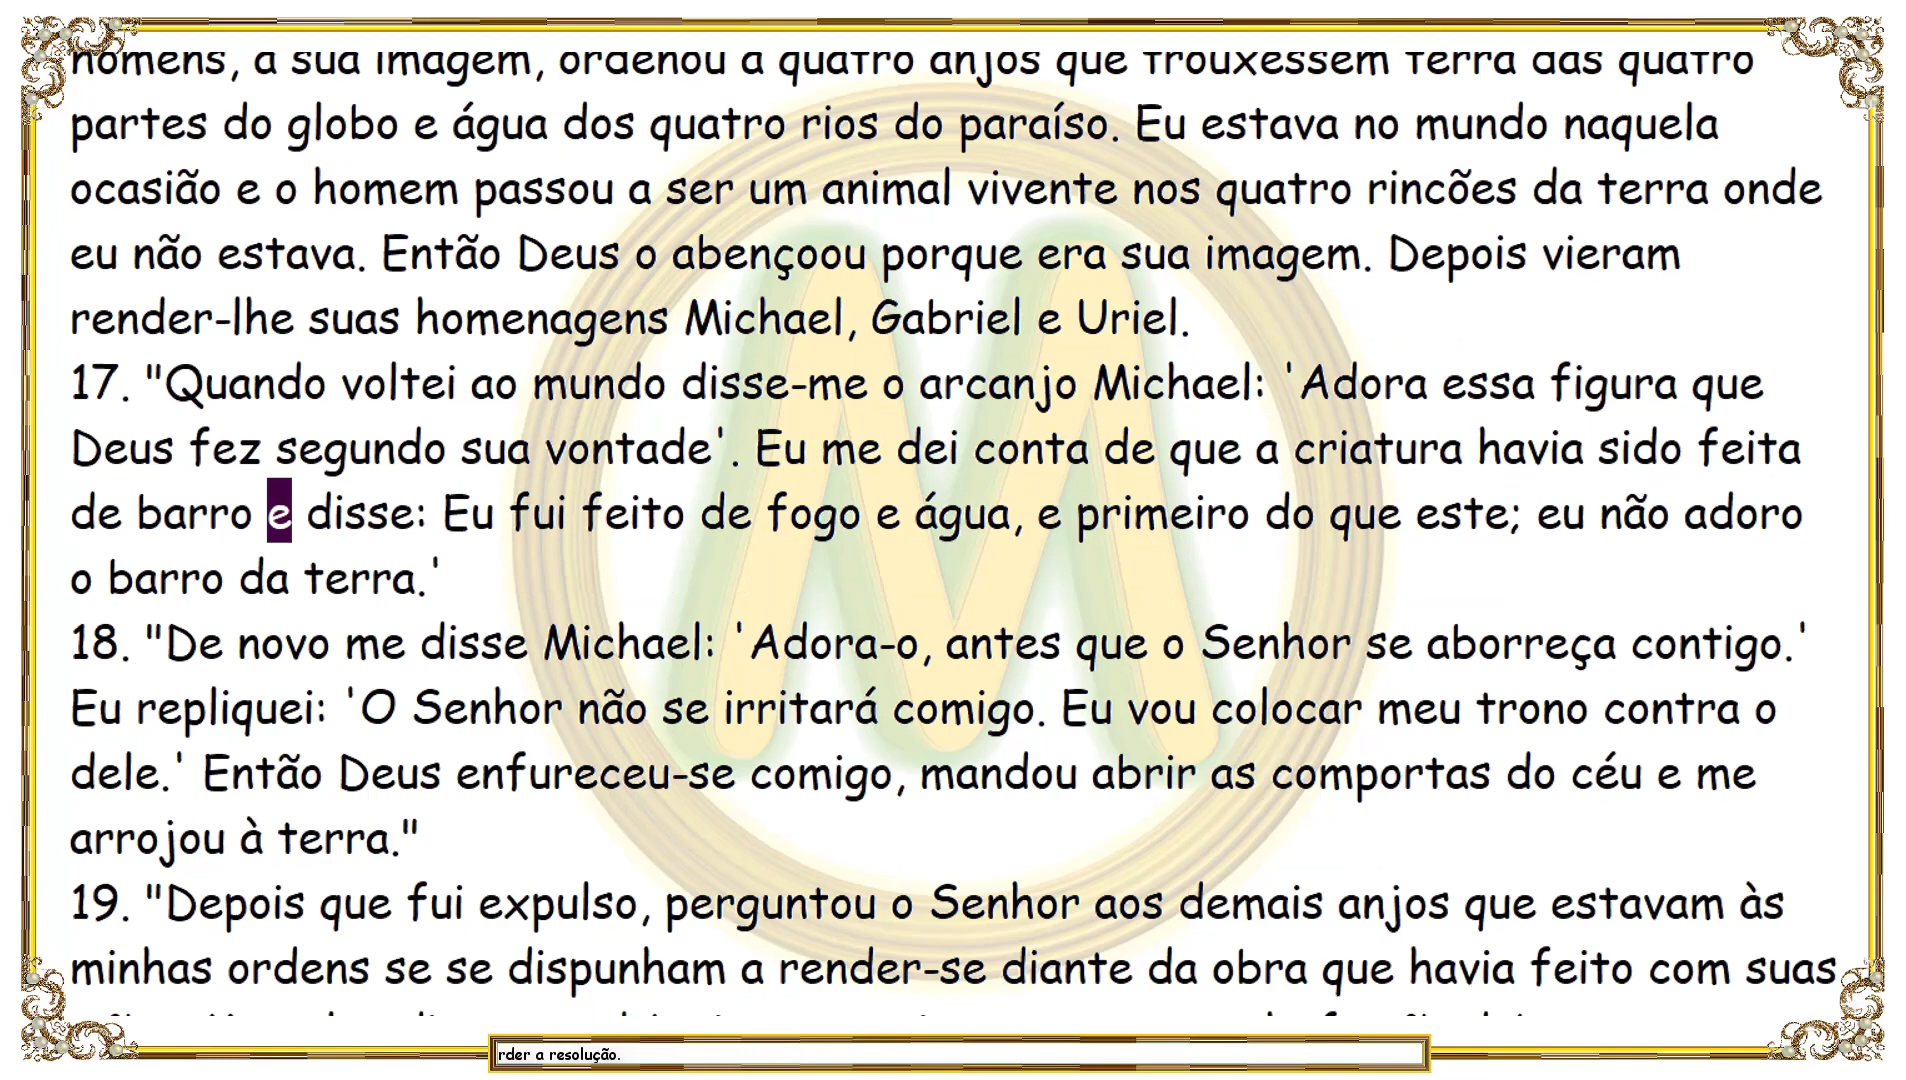 homens, a sua imagem, ordenou a quatro anjos que trouxessem terra das quatro
partes do globo e água dos quatro rios do paraíso. Eu estava no mundo naquela
ocasião e o homem passou a ser um animal vivente nos quatro rincões da terra onde
eu não estava. Então Deus o abençoou porque era sua imagem. Depois vieram
render-lhe suas homenagens Michael, Gabriel e Uriel.
17. "Quando voltei ao mundo disse-me o arcanjo Michael: 'Adora essa figura que
Deus fez segundo sua vontade'. Eu me dei conta de que a criatura havia sido feita
de barro e disse: Eu fui feito de fogo e água, e primeiro do que este; eu não adoro
o barro da terra.'
18. "De novo me disse Michael: 'Adora-o, antes que o Senhor se aborreça contigo.'
Eu repliquei: 'O Senhor não se irritará comigo. Eu vou colocar meu trono contra o
dele.' Então Deus enfureceu-se comigo, mandou abrir as comportas do céu e me
arrojou à terra."
19. "Depois que fui expulso, perguntou o Senhor aos demais anjos que estavam às
minhas ordens se se dispunham a render-se diante da obra que havia feito com suas
rder a resolução.